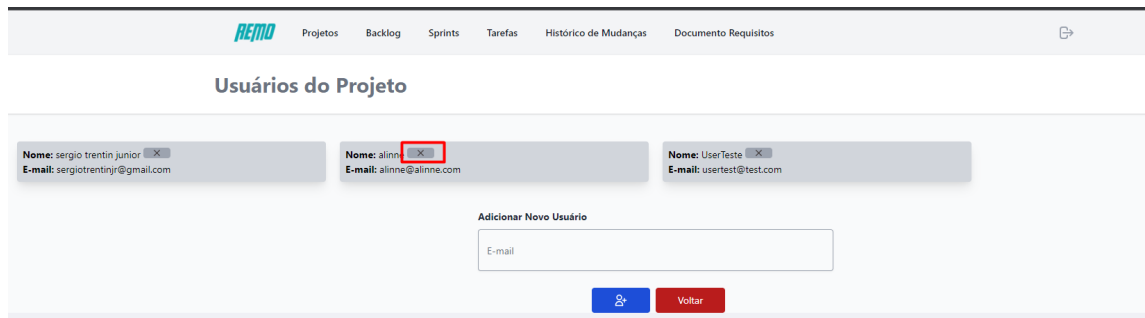 REMO Projetos Backlog Sprints Tarefas Histórico de Mudanças Documento Requisitos
Usuários do Projeto
Nome: sergio trentin junior
E-mail: sergiotrentinjr@gmail.com
Nome: alinne
E-mail: alinne@alinne.com
Nome: UserTeste
E-mail: usertest@test.com
Adicionar Novo Usuário
E-mail
Voltar